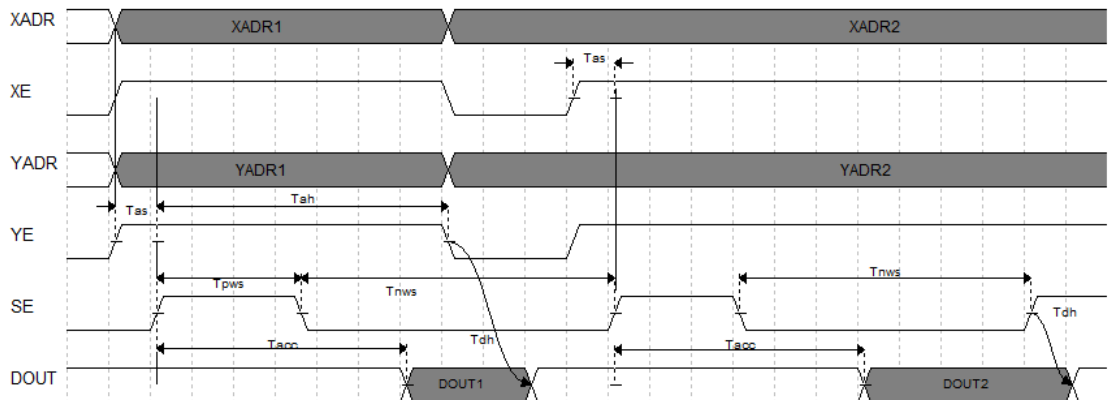 XADR XADR1 XADR2
Tas
XE
YADR YADR1 YADR2
Tas Tah
YE
Tpws Tnws Tnws
SE
Tdh Tdh
Tacc Tacc
DOUT DOUT1 DOUT2